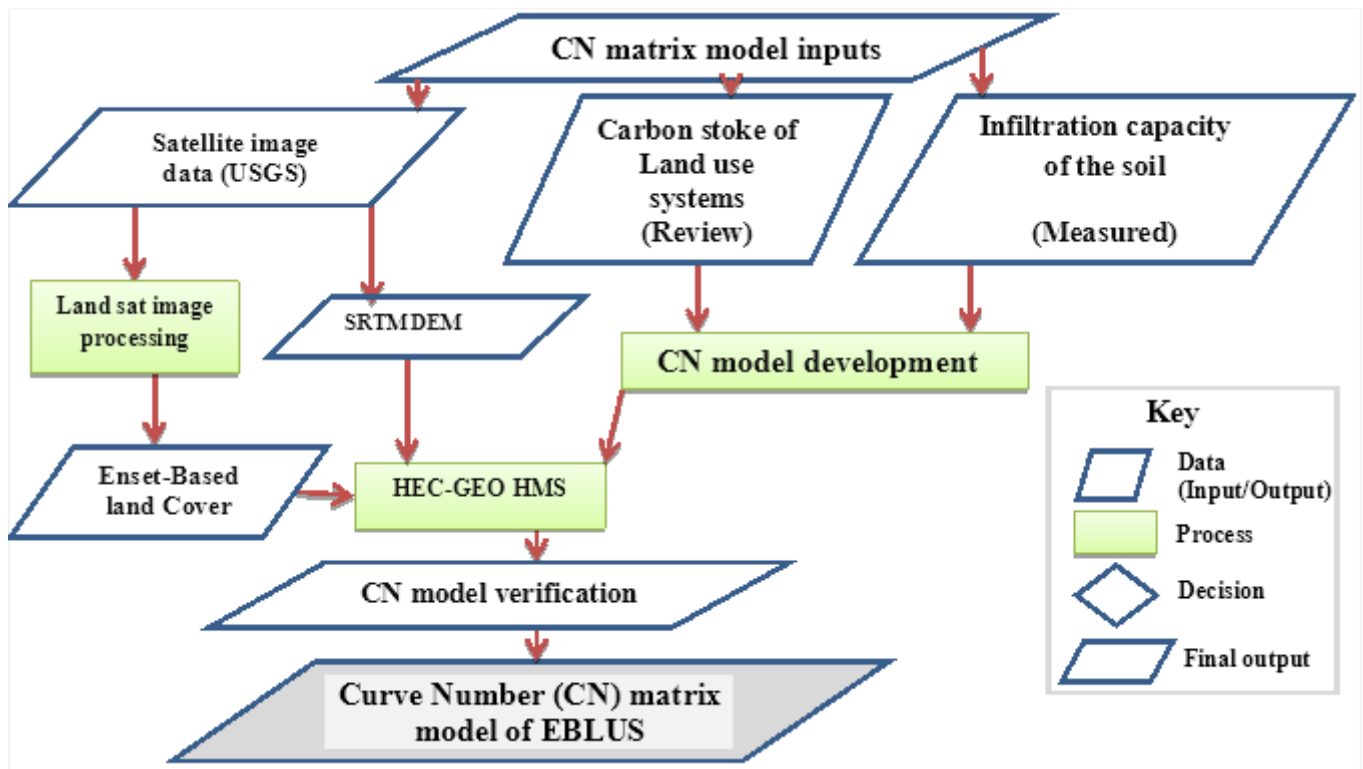 CN matrix model inputs
Satellite image
data (USGS)
Carbon stoke of
Land use
systems
(Review)
Infiltration capacity
of the soil
(Measured)
Land sat image
processing
SRTMDEM
CN model development
Enset-Based
land Cover
HEC-GEO HMS
CN model verification
Curve Number (CN) matrix
model of EBLUS
Key
Data
(Input/Output)
Process
Decision
Final output